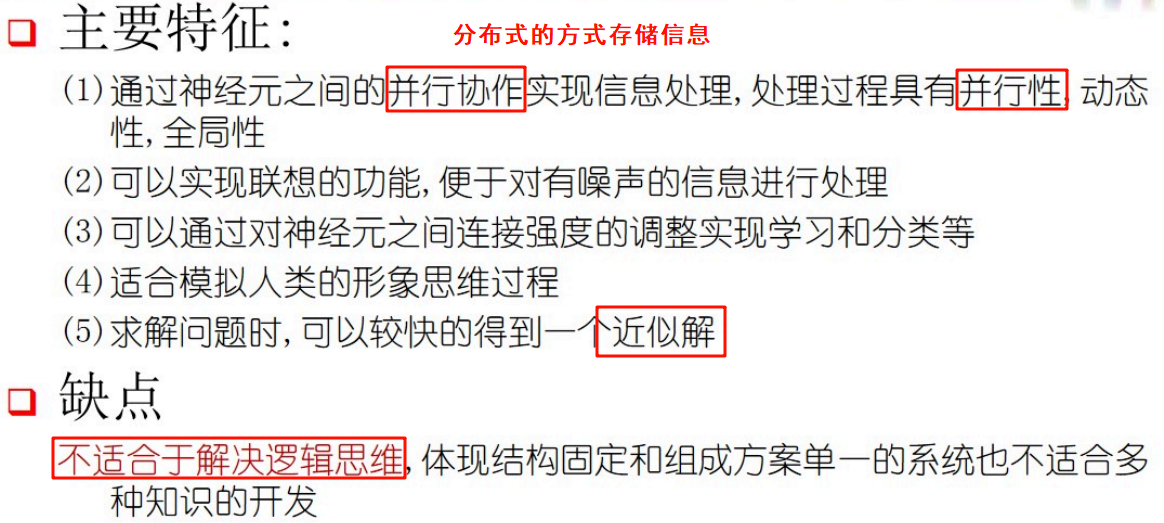 主要特征:
分布式的方式存储信息
(1)通过神经元之间的并行协作实现信息处理,处理过程具有并行性,动态
性,全局性
(2)可以实现联想的功能,便于对有噪声的信息进行处理
(3)可以通过对神经元之间连接强度的调整实现学习和分类等
(4)适合模拟人类的形象思维过程
(5)求解问题时,可以较快的得到一个近似解
缺点
不适合于解决逻辑思维,体现结构固定和组成方案单一的系统也不适合多
种知识的开发